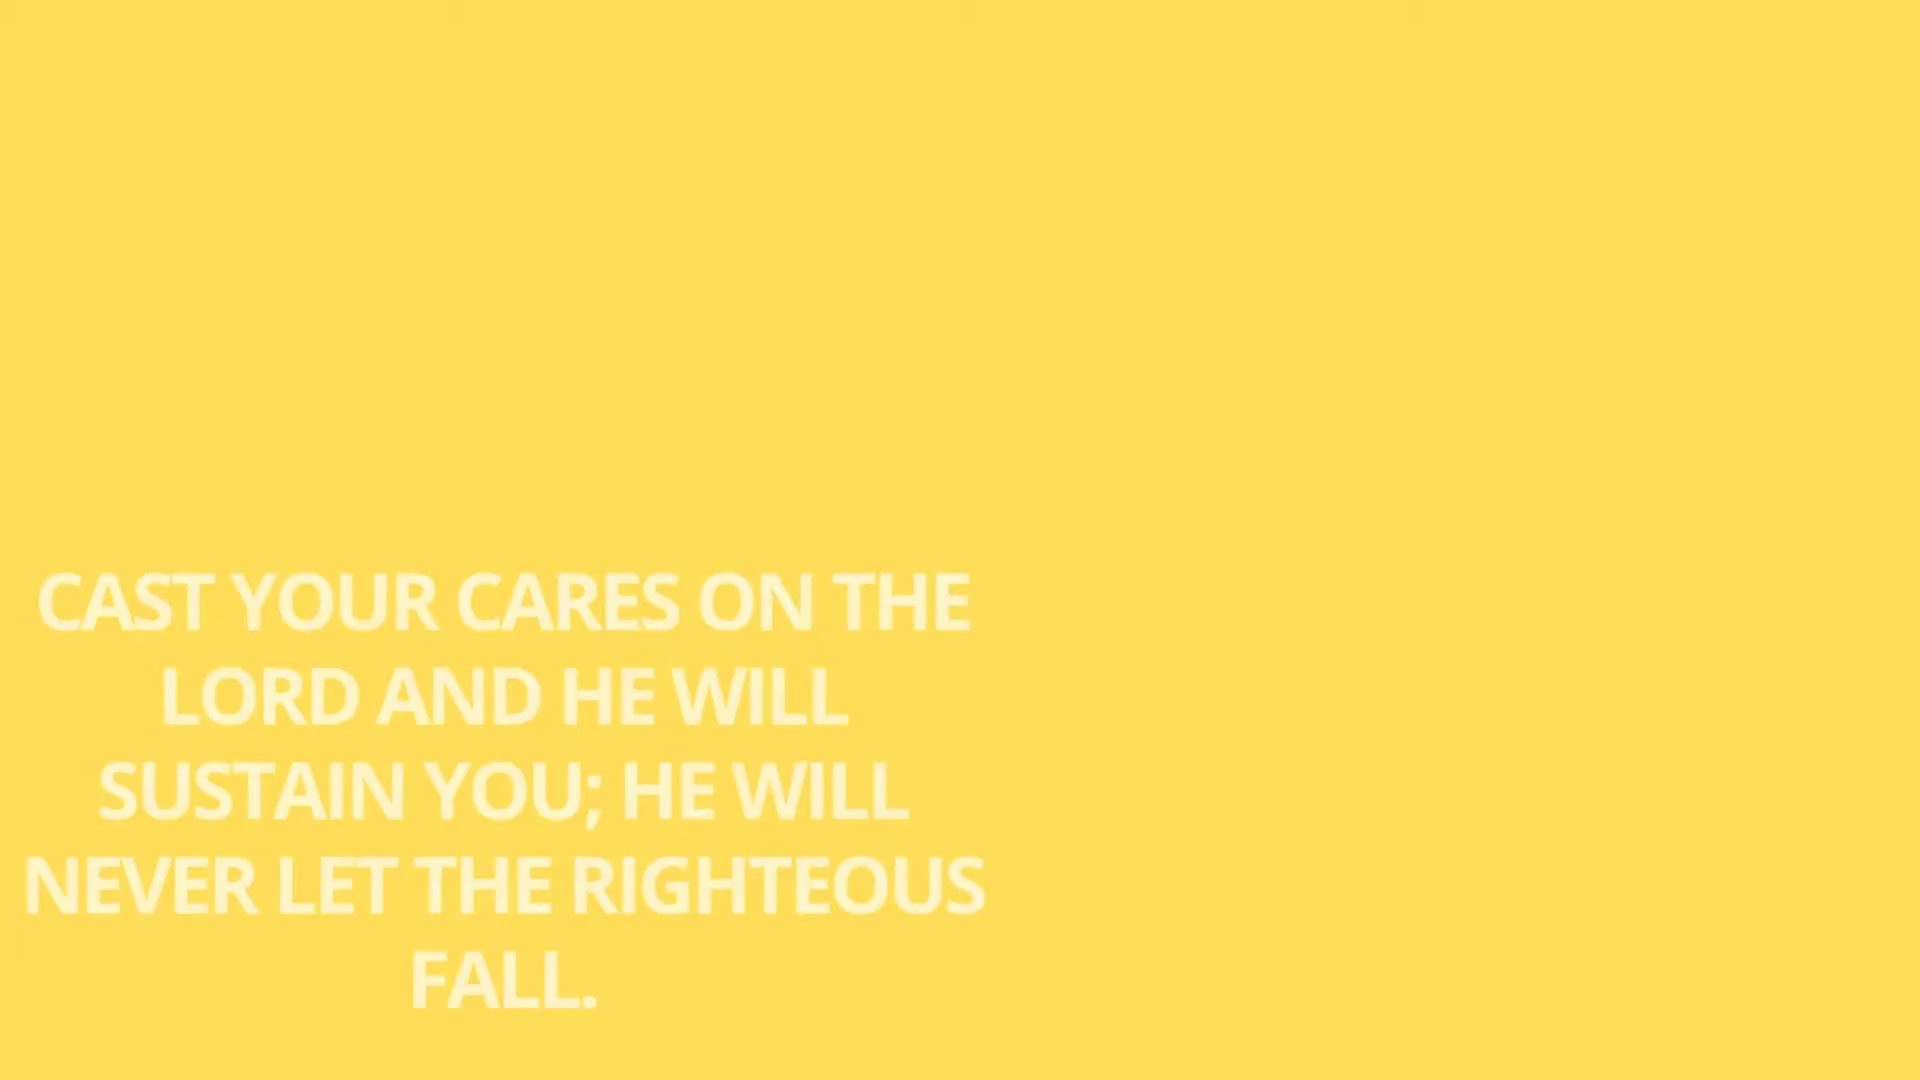 CAST YOUR CARES ON THE
LORD AND HE WILL
SUSTAIN YOU; HE WILL
NEVER LET THE RIGHTEOUS
FALL.